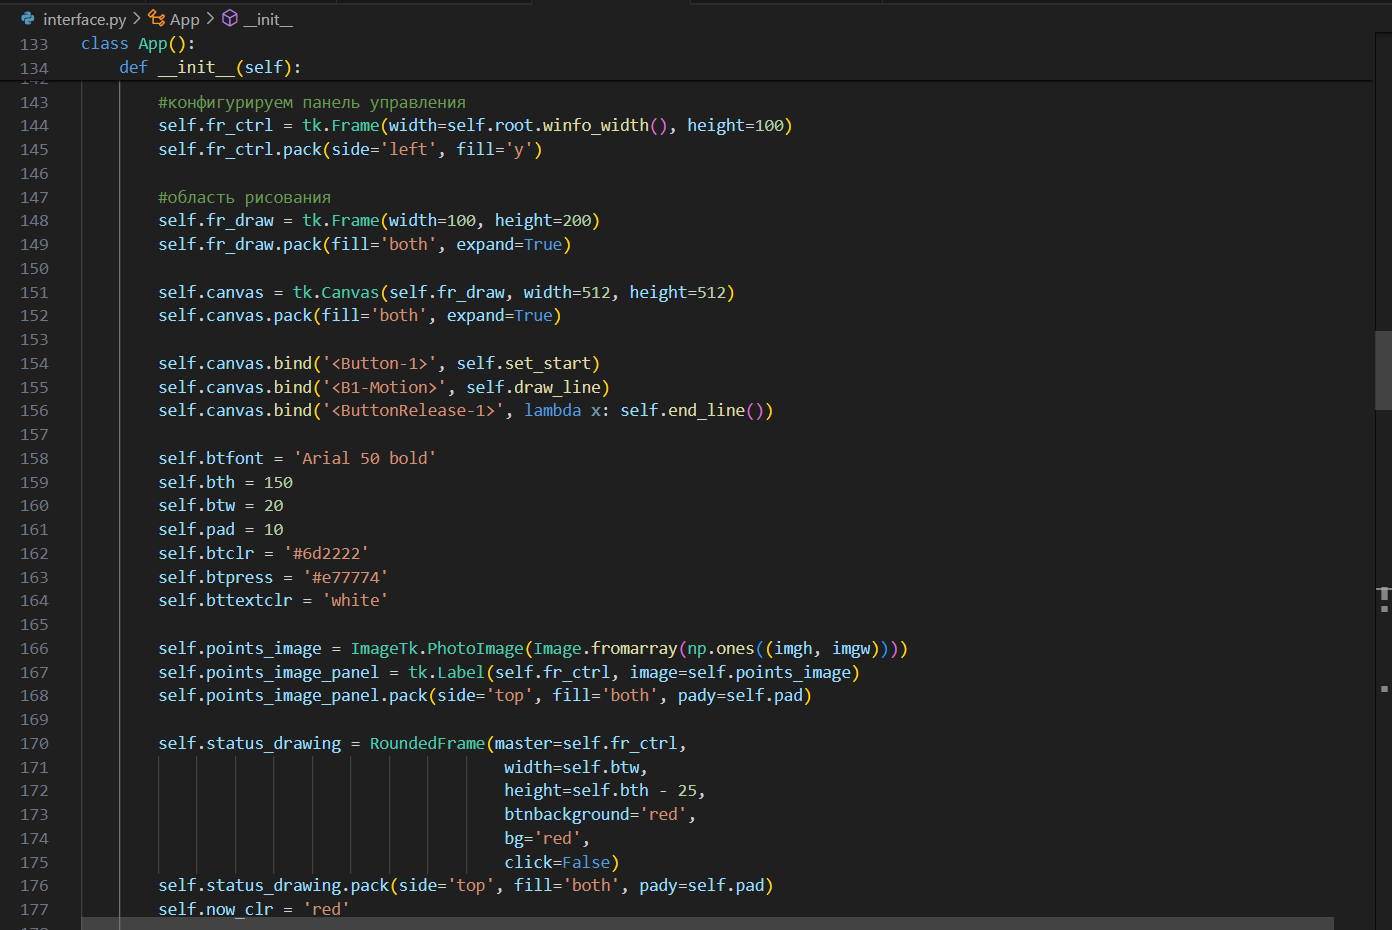 interface.py > App > __init__
133 class App():
134 def __init__(self):
143 #конфигурируем панель управления
144 self.fr_ctrl = tk.Frame(width=self.root.winfo_width(), height=100)
145 self.fr_ctrl.pack(side='left', fill='y')
146
147 #область рисования
148 self.fr_draw = tk.Frame(width=100, height=200)
149 self.fr_draw.pack(fill='both', expand=True)
150
151 self.canvas = tk.Canvas(self.fr_draw, width=512, height=512)
152 self.canvas.pack(fill='both', expand=True)
153
154 self.canvas.bind('<Button-1>', self.set_start)
155 self.canvas.bind('<B1-Motion>', self.draw_line)
156 self.canvas.bind('<ButtonRelease-1>', lambda x: self.end_line())
157
158 self.btfont = 'Arial 50 bold'
159 self.bth = 150
160 self.btw = 20
161 self.pad = 10
162 self.btclr = '#6d2222'
163 self.btpress = '#e77774'
164 self.bttextclr = 'white'
165
166 self.points_image = ImageTk.PhotoImage(Image.fromarray(np.ones((imgh, imgw))))
167 self.points_image_panel = tk.Label(self.fr_ctrl, image=self.points_image)
168 self.points_image_panel.pack(side='top', fill='both', pady=self.pad)
169
170 self.status_drawing = RoundedFrame(master=self.fr_ctrl,
171 width=self.btw,
172 height=self.bth - 25,
173 btnbackground='red',
174 bg='red',
175 click=False)
176 self.status_drawing.pack(side='top', fill='both', pady=self.pad)
177 self.now_clr = 'red'